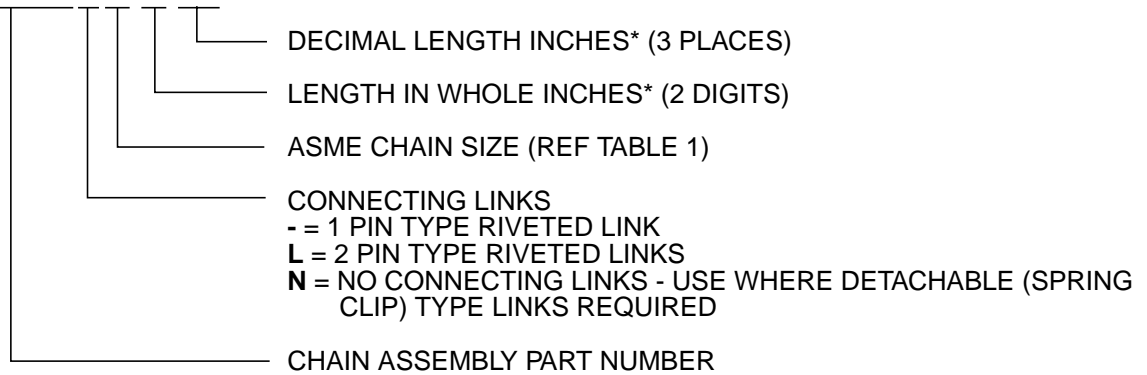 DECIMAL LENGTH INCHES* (3 PLACES)
LENGTH IN WHOLE INCHES* (2 DIGITS)
ASME CHAIN SIZE (REF TABLE 1)
CONNECTING LINKS
- = 1 PIN TYPE RIVETED LINK
L = 2 PIN TYPE RIVETED LINKS
N = NO CONNECTING LINKS - USE WHERE DETACHABLE (SPRING
CLIP) TYPE LINKS REQUIRED
CHAIN ASSEMBLY PART NUMBER